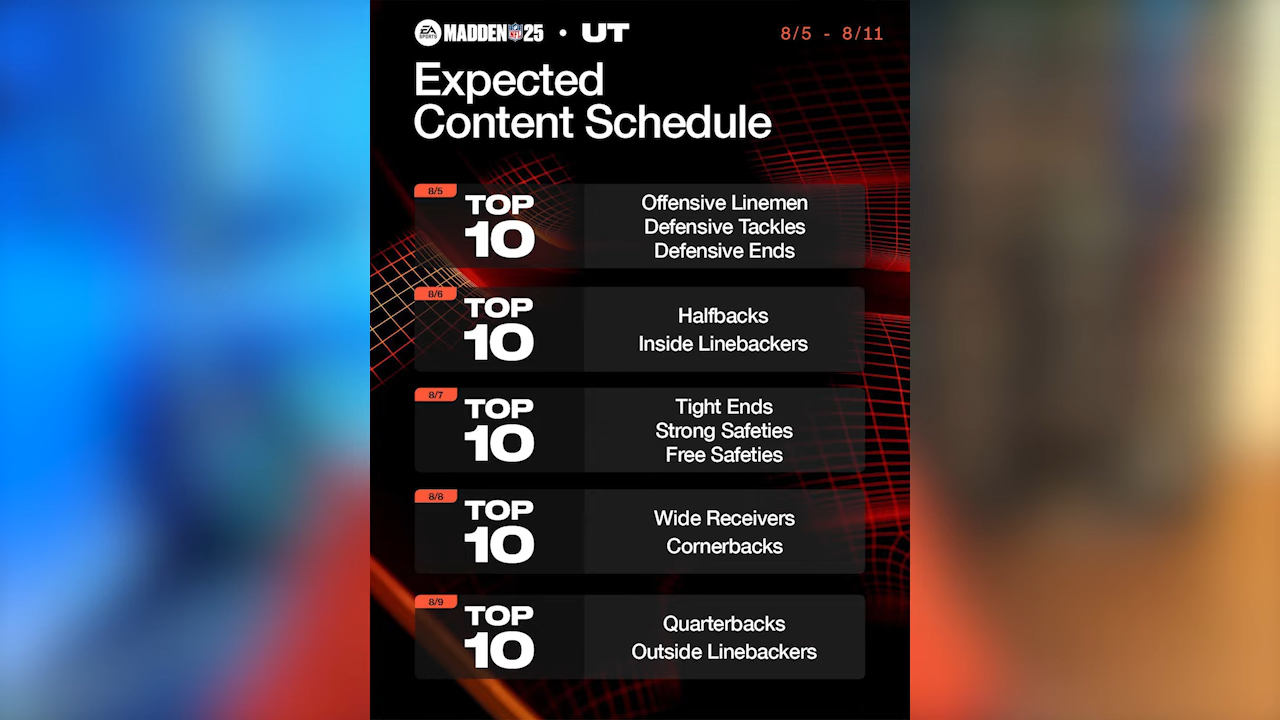 EA SPORTS MADDEN NFL 25 • UT
8/5 - 8/11
Expected
Content Schedule
8/5
TOP
10
Offensive Linemen
Defensive Tackles
Defensive Ends
8/6
TOP
10
Halfbacks
Inside Linebackers
8/7
TOP
10
Tight Ends
Strong Safeties
Free Safeties
8/8
TOP
10
Wide Receivers
Cornerbacks
8/9
TOP
10
Quarterbacks
Outside Linebackers